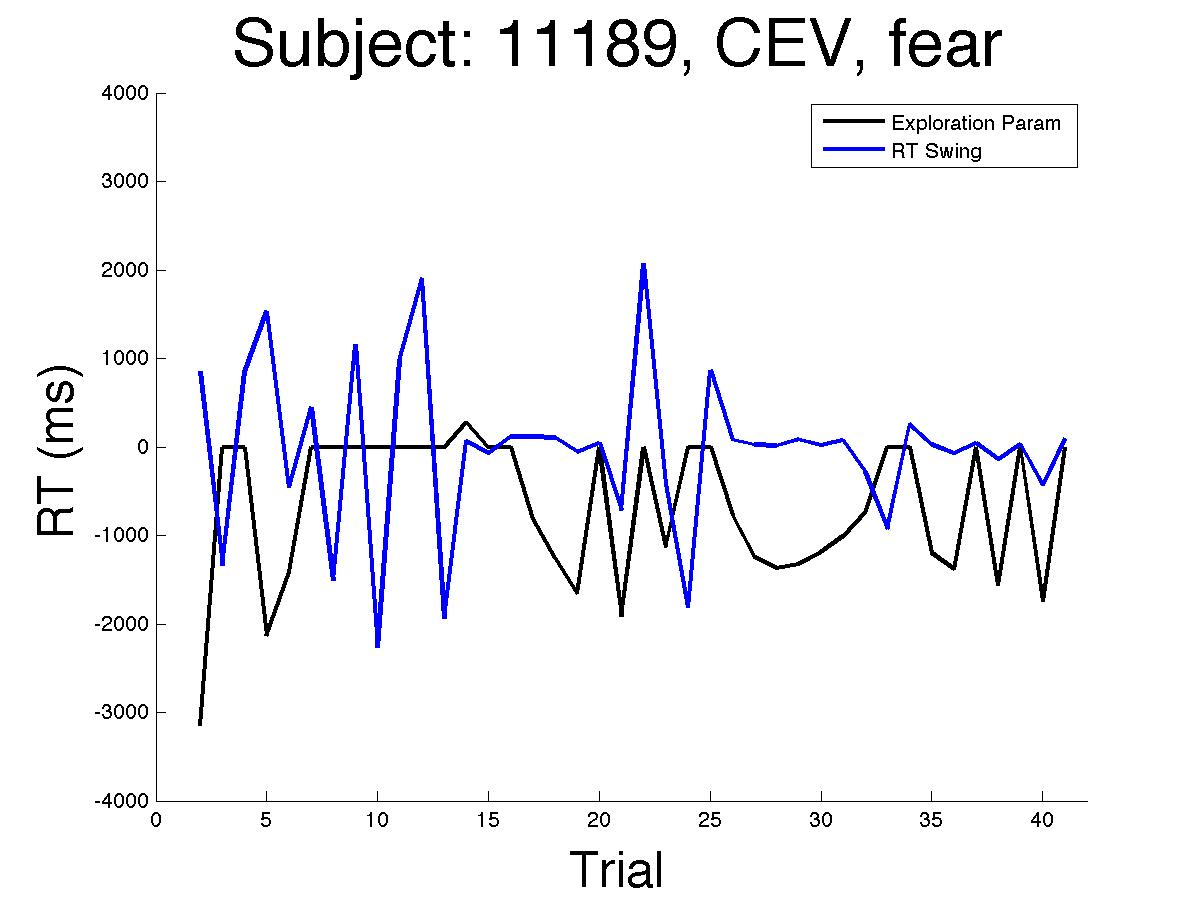 Subject: 11189, CEV, fear
4000
3000
2000
1000
0
-1000
-2000
-3000
-4000
RT (ms)
Exploration Param
RT Swing
0 5 10 15 20 25 30 35 40
Trial